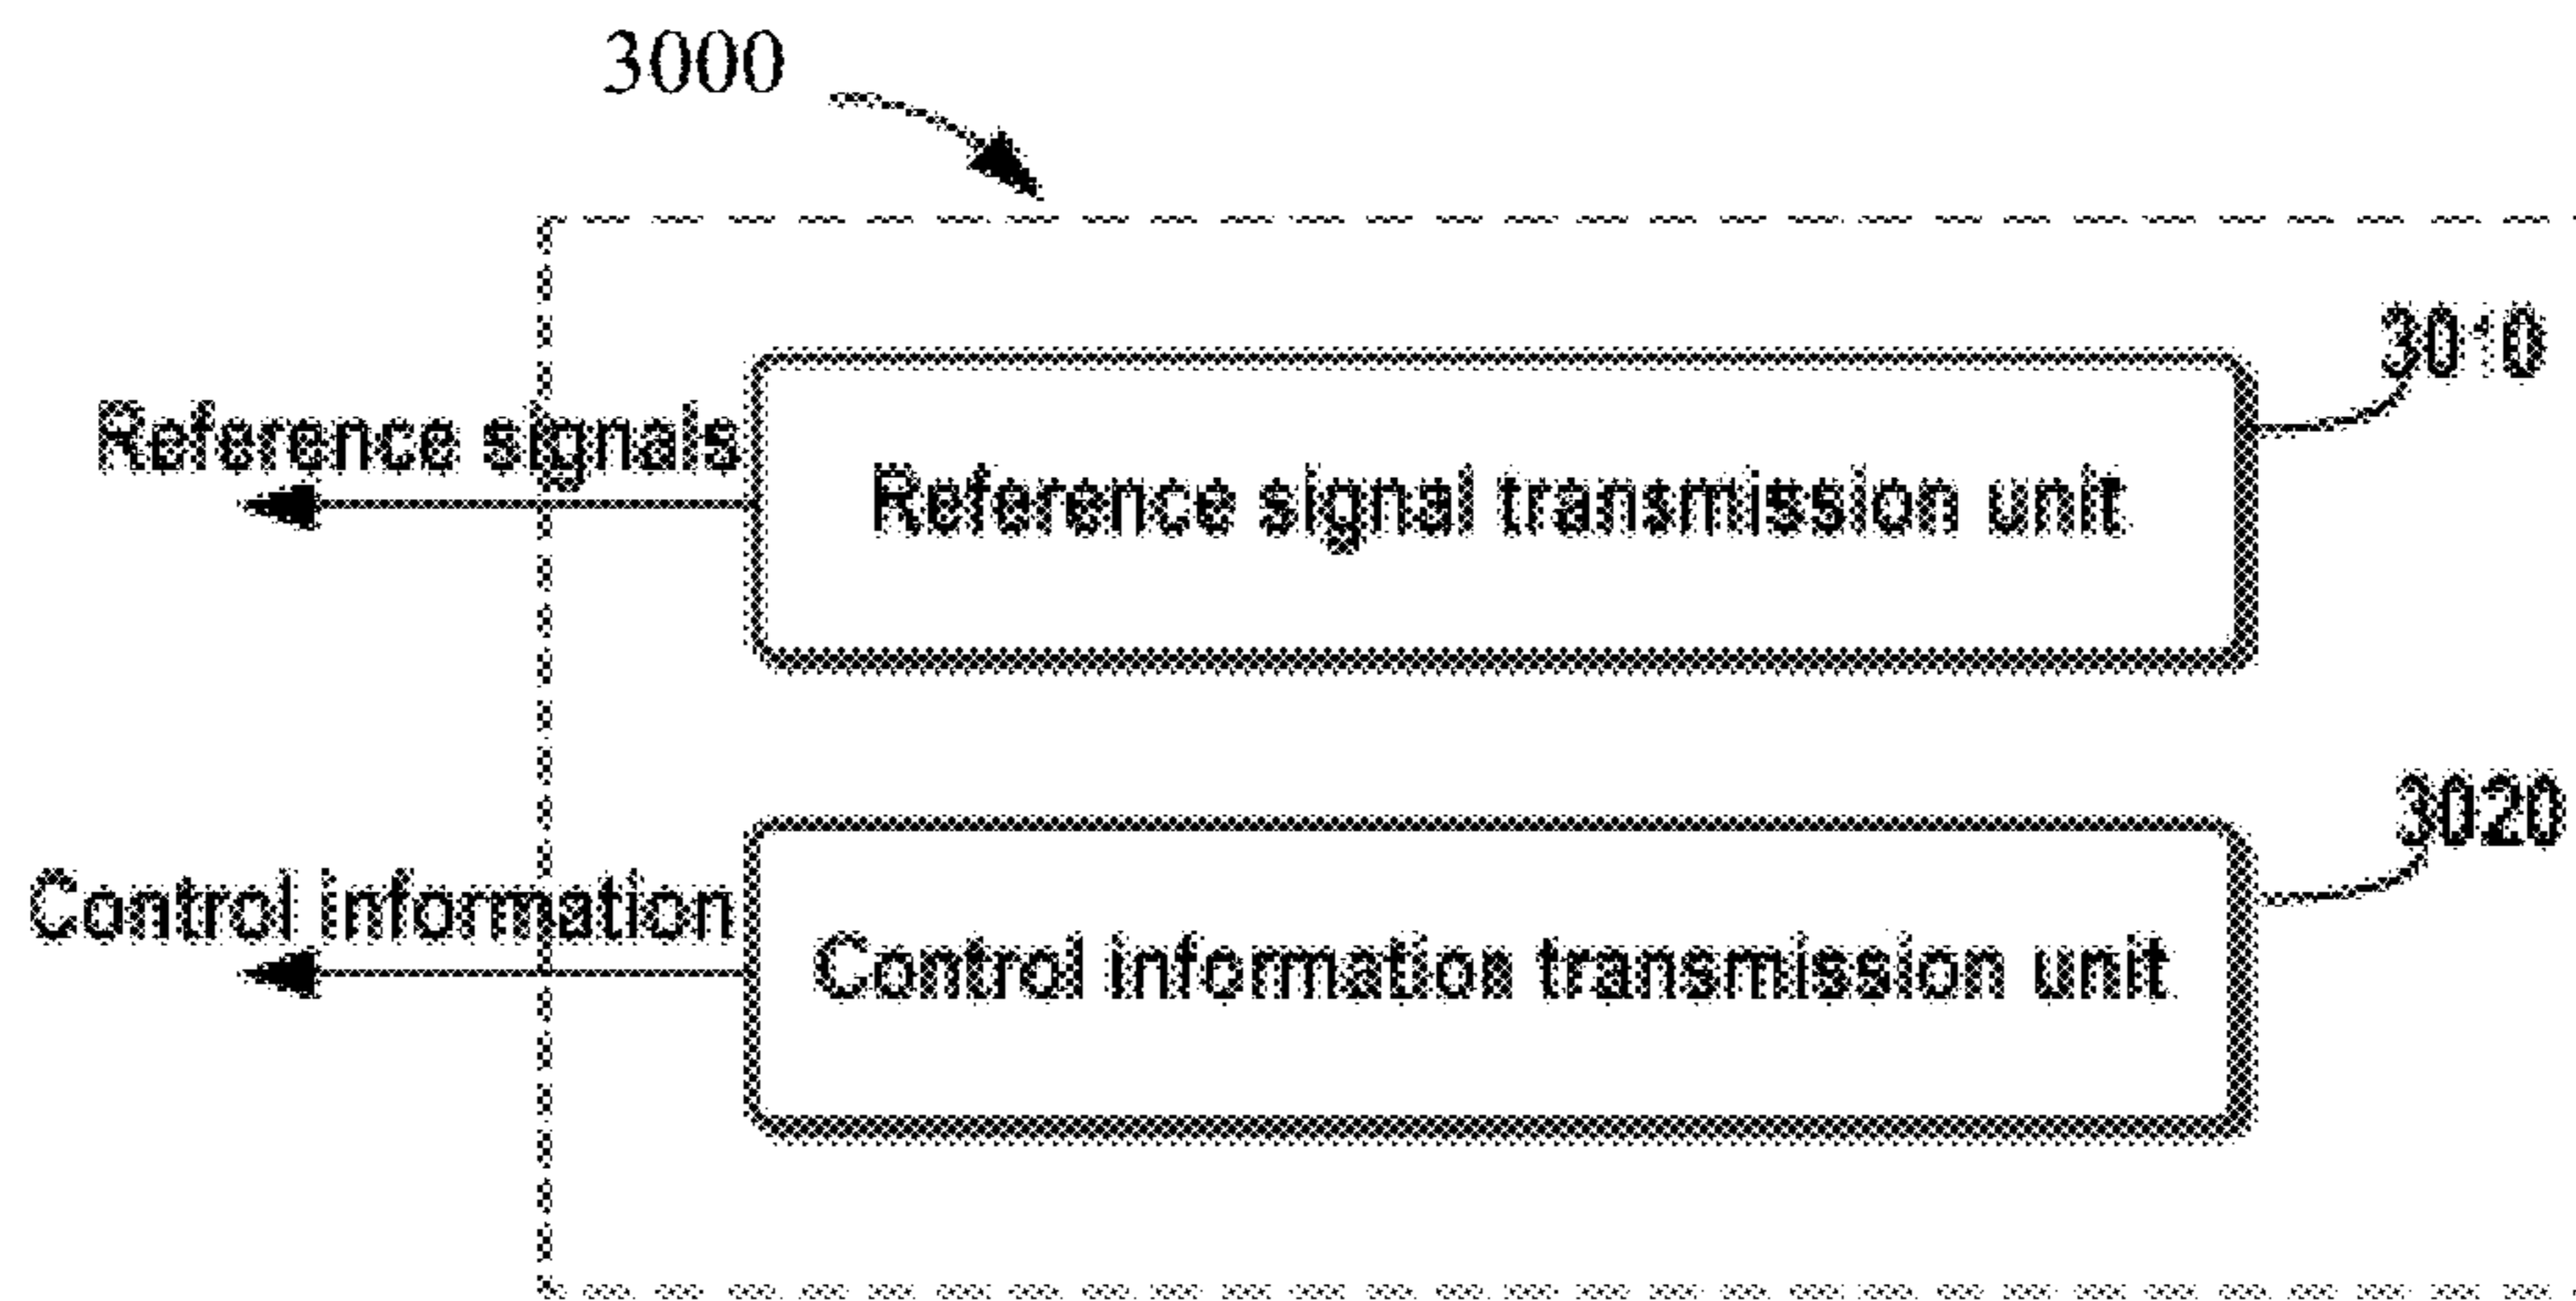 3000
3010
Reference signals
Reference signal transmission unit
3020
Control information
Control information transmission unit